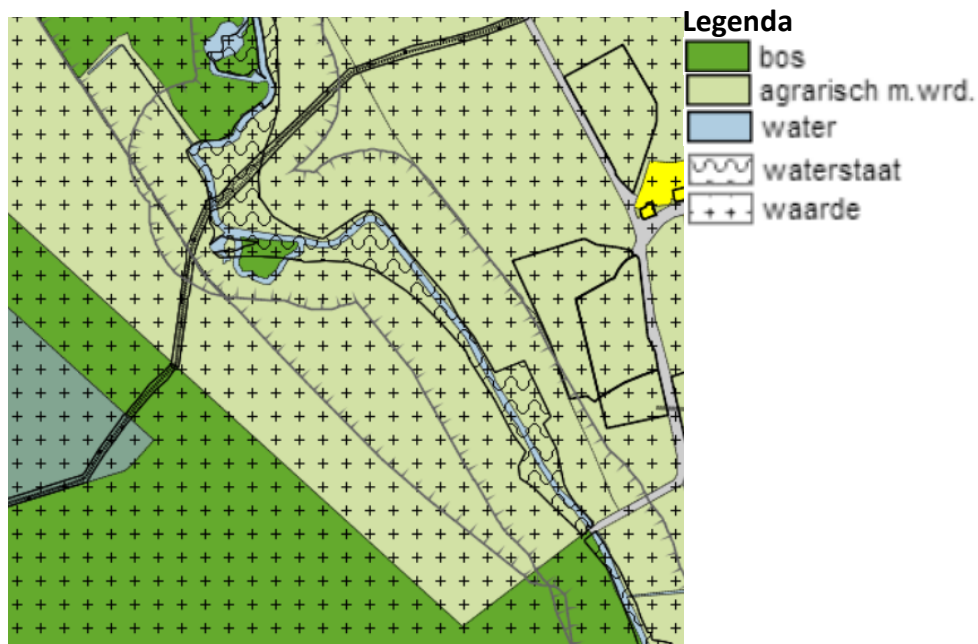 Legenda
bos
agrarisch m.wrd.
water
waterstaat
waarde